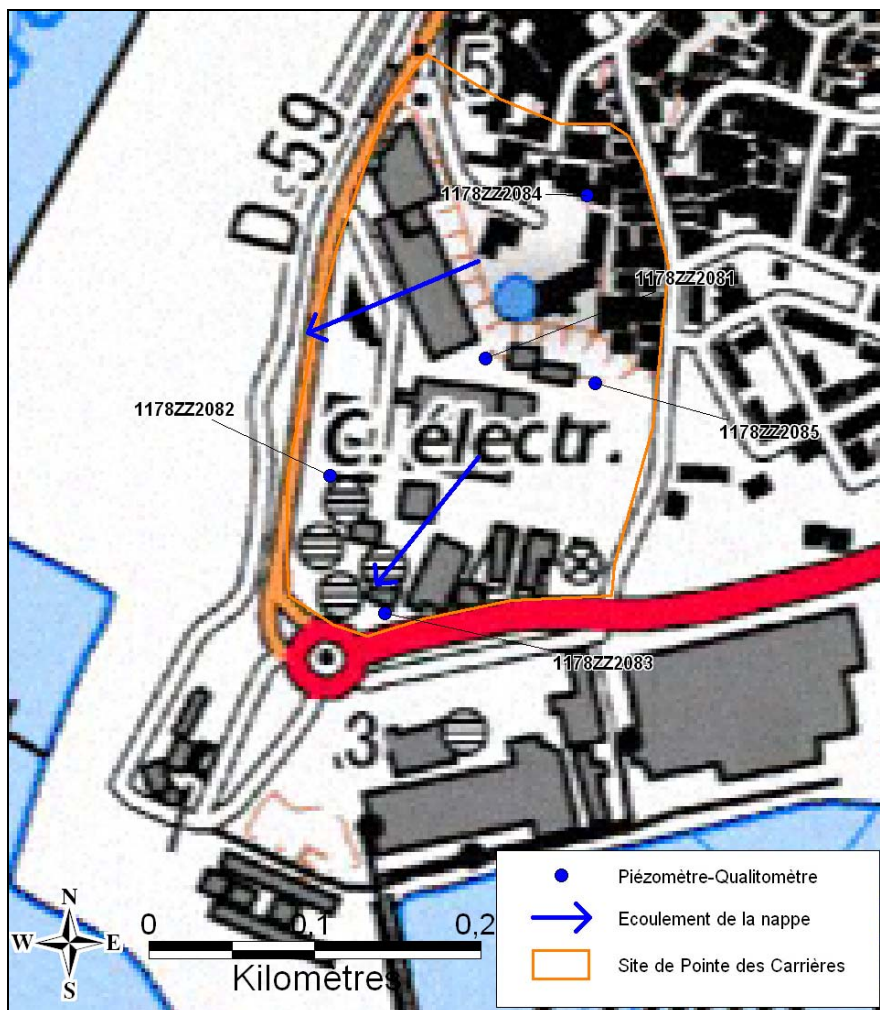 5
D.59
1178ZZ2084
1178ZZ2081
1178ZZ2082
1178ZZ2085
C. électr.
1178ZZ2083
.3
N
W E
S
0 0,1 0,2
Kilometres
Piézomètre-Qualitomètre
Ecoulement de la nappe
Site de Pointe des Carrières